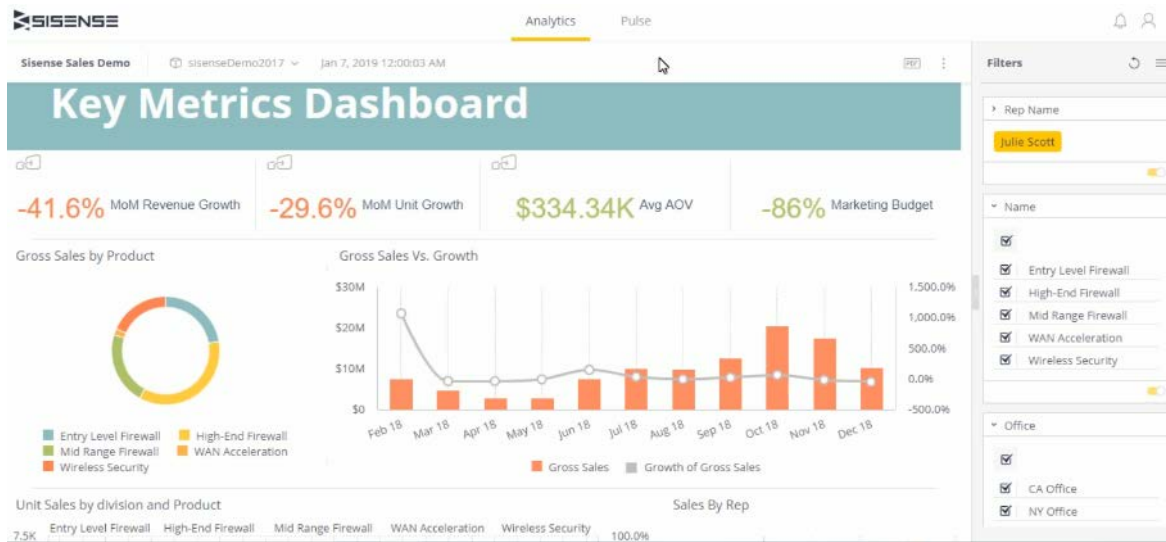 SISENSE
Analytics Pulse
Sisense Sales Demo sisenseDemo2017 Jan 7, 2019 12:00:03 AM
Key Metrics Dashboard
-41.6% MoM Revenue Growth
-29.6% MoM Unit Growth
$334.34K Avg AOV
-86% Marketing Budget
Gross Sales by Product
Entry Level Firewall High-End Firewall
Mid Range Firewall WAN Acceleration
Wireless Security
Gross Sales Vs. Growth
$30M 1,500.0%
1,000.0%
$20M
500.0%
$10M
0.0%
$0 -500.0%
Feb 18 Mar 18 Apr 18 May 18 Jun 18 Jul 18 Aug 18 Sep 18 Oct 18 Nov 18 Dec 18
Gross Sales Growth of Gross Sales
Unit Sales by division and Product
7.5K Entry Level Firewall High-End Firewall Mid Range Firewall WAN Acceleration Wireless Security
Sales By Rep
100.0%
Filters
Rep Name
Julie Scott
Name
Entry Level Firewall
High-End Firewall
Mid Range Firewall
WAN Acceleration
Wireless Security
Office
CA Office
NY Office